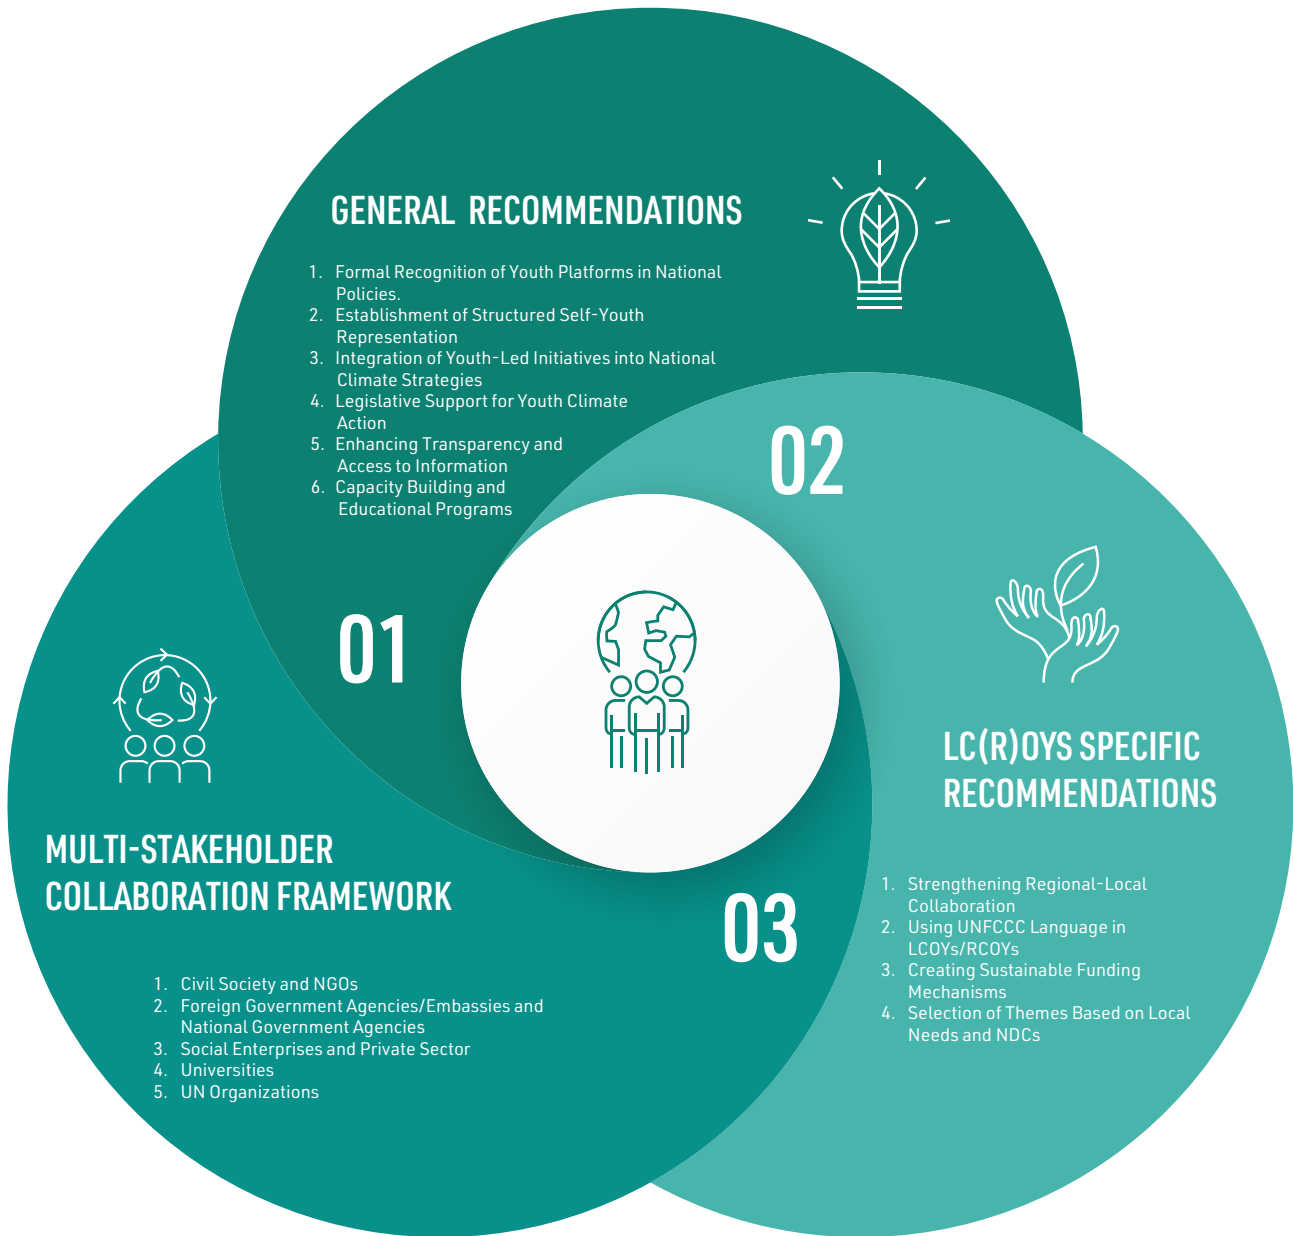 GENERAL RECOMMENDATIONS
1. Formal Recognition of Youth Platforms in National
Policies.
2. Establishment of Structured Self-Youth
Representation
3. Integration of Youth-Led Initiatives into National
Climate Strategies
4. Legislative Support for Youth Climate
Action
5. Enhancing Transparency and
Access to Information
6. Capacity Building and
Educational Programs
01
02
LC(R)OYS SPECIFIC
RECOMMENDATIONS
1. Strengthening Regional-Local
Collaboration
2. Using UNFCCC Language in
LCOYs/RCOYs
3. Creating Sustainable Funding
Mechanisms
4. Selection of Themes Based on Local
Needs and NDCs
03
MULTI-STAKEHOLDER
COLLABORATION FRAMEWORK
1. Civil Society and NGOs
2. Foreign Government Agencies/Embassies and
National Government Agencies
3. Social Enterprises and Private Sector
4. Universities
5. UN Organizations